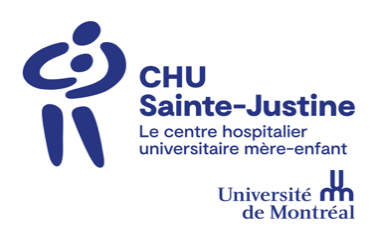 CHU
Sainte-Justine
Le centre hospitalier
universitaire mère-enfant
Université
de Montréal